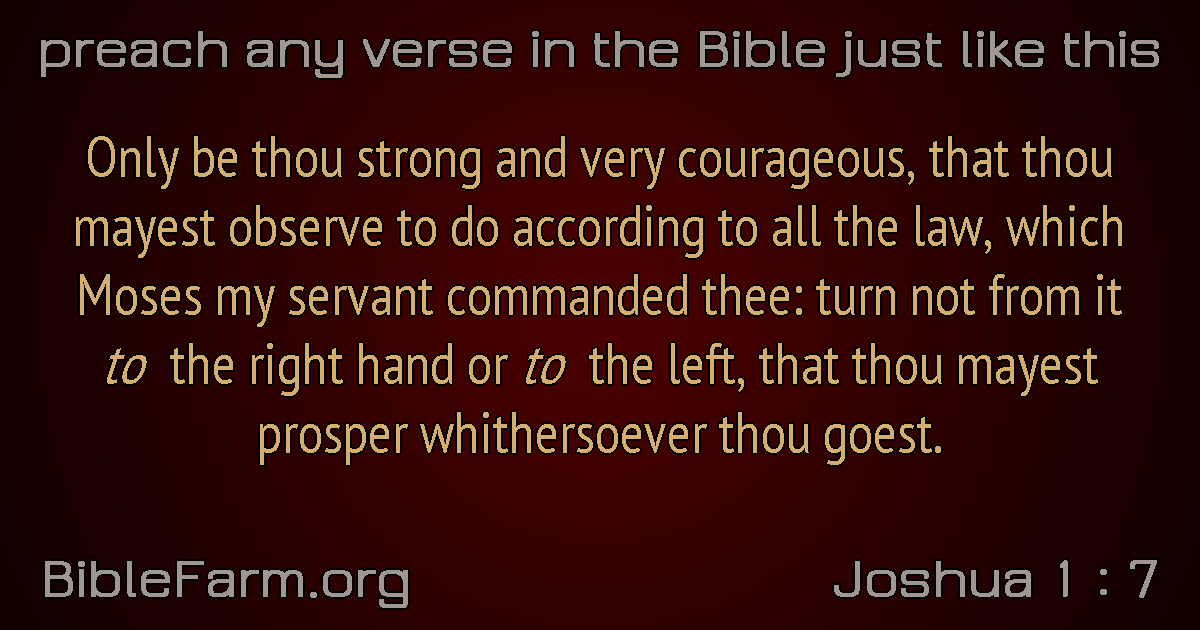 preach any verse in the Bible just like this
Only be thou strong and very courageous, that thou
mayest observe to do according to all the law, which
Moses my servant commanded thee: turn not from it
to the right hand or to the left, that thou mayest
prosper whithersoever thou goest.
BibleFarm.org
Joshua 1 : 7